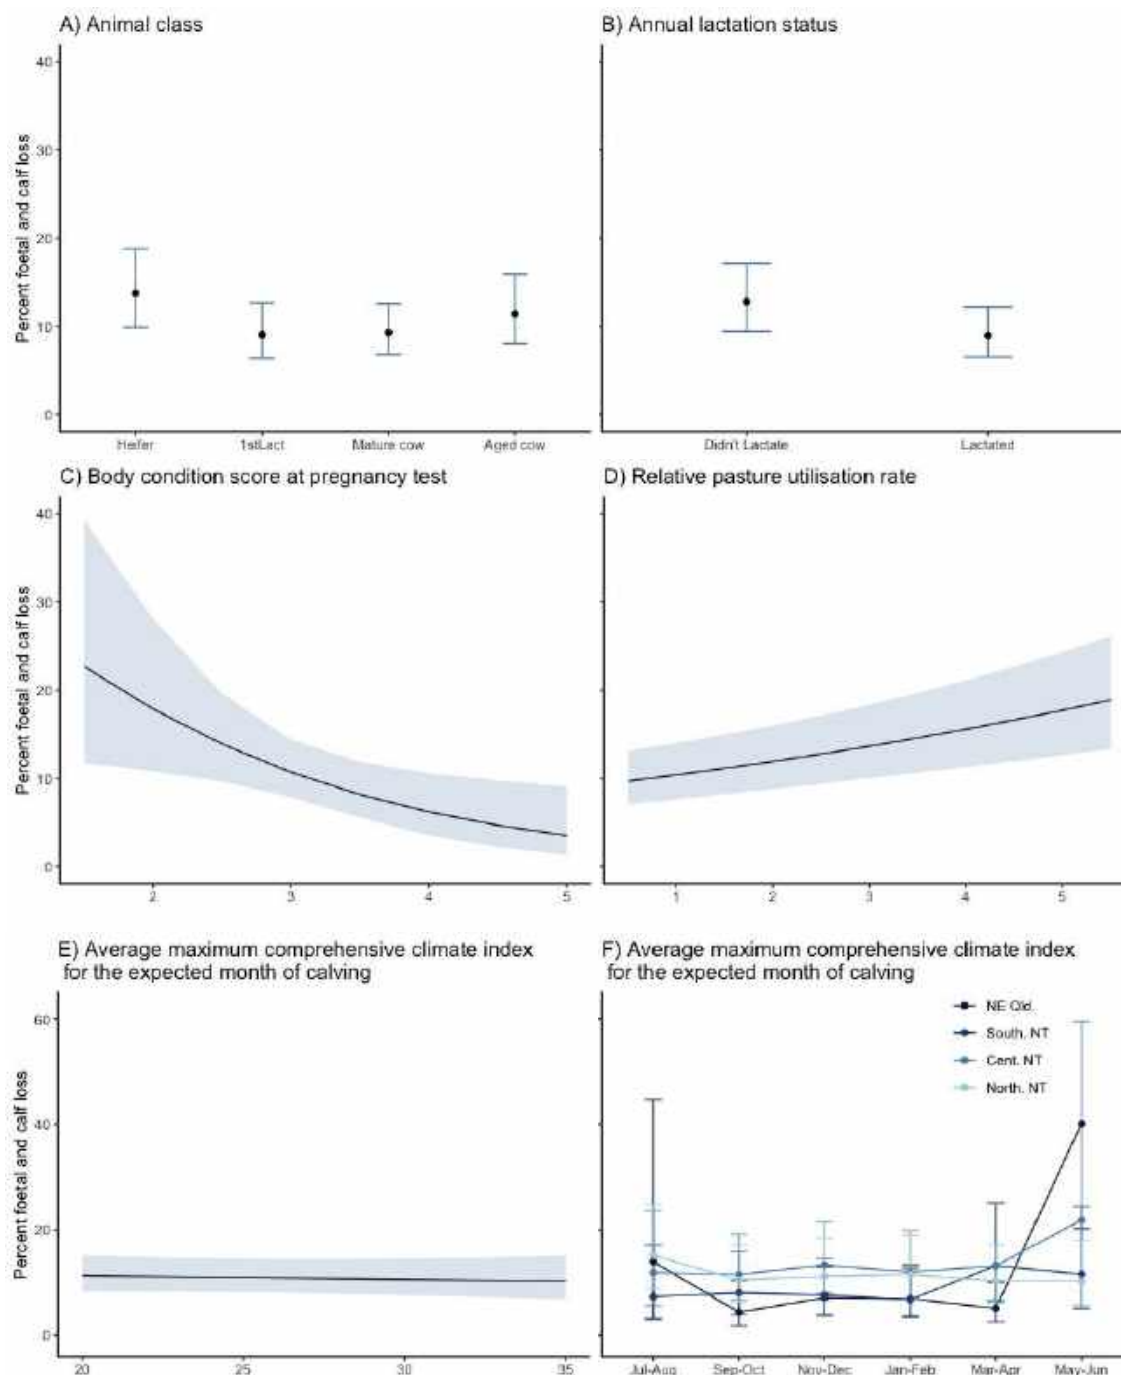 A) Animal class
B) Annual lactation status
Percent foetal and calf loss
40
30
20
10
0
Heifer 1stLact Mature cow Aged cow
Didn't Lactate Lactated
C) Body condition score at pregnancy test
D) Relative pasture utilisation rate
Percent foetal and calf loss
40
30
20
10
0
2 3 4 5
1 2 3 4 5
E) Average maximum comprehensive climate index
for the expected month of calving
F) Average maximum comprehensive climate index
for the expected month of calving
Percent foetal and calf loss
60
40
20
0
20 25 30 35
NE Qld.
South. NT
Cent. NT
North. NT
Jul-Aug Sep-Oct Nov-Dec Jan-Feb Mar-Apr May-Jun